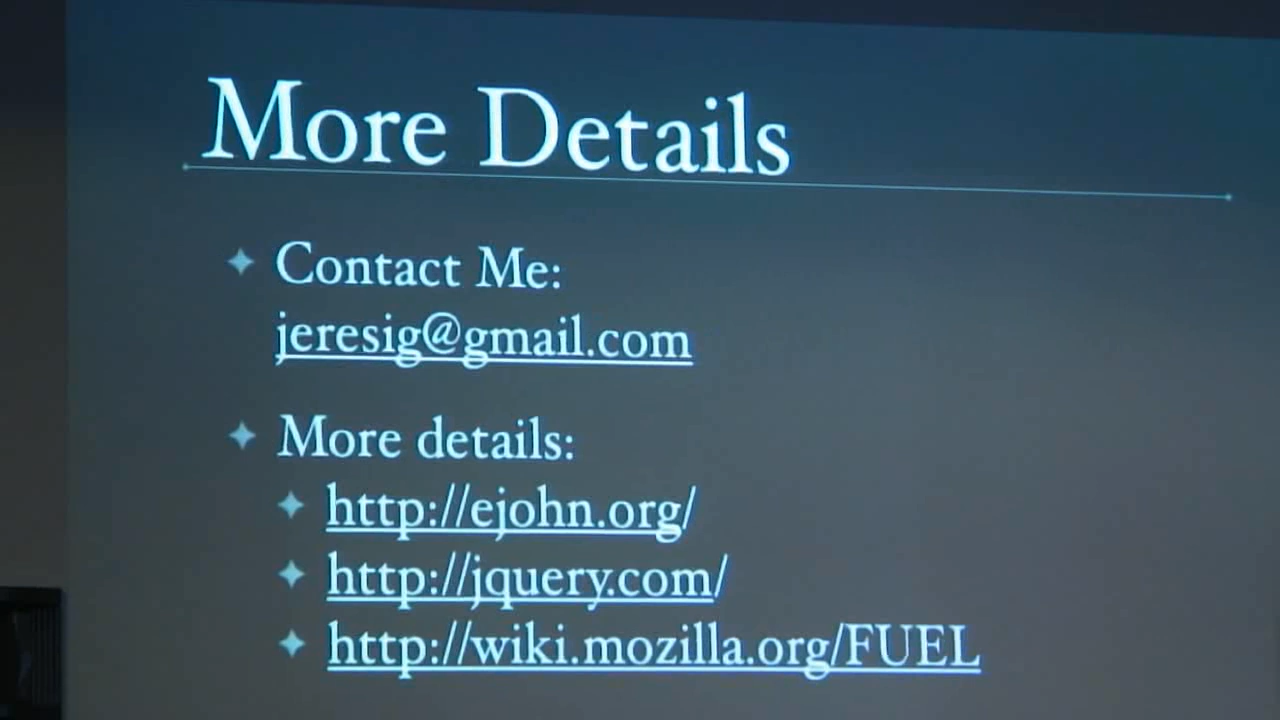 More Details
Contact Me:
jeresig@gmail.com
More details:
http://ejohn.org/
http://jquery.com/
http://wiki.mozilla.org/FUEL